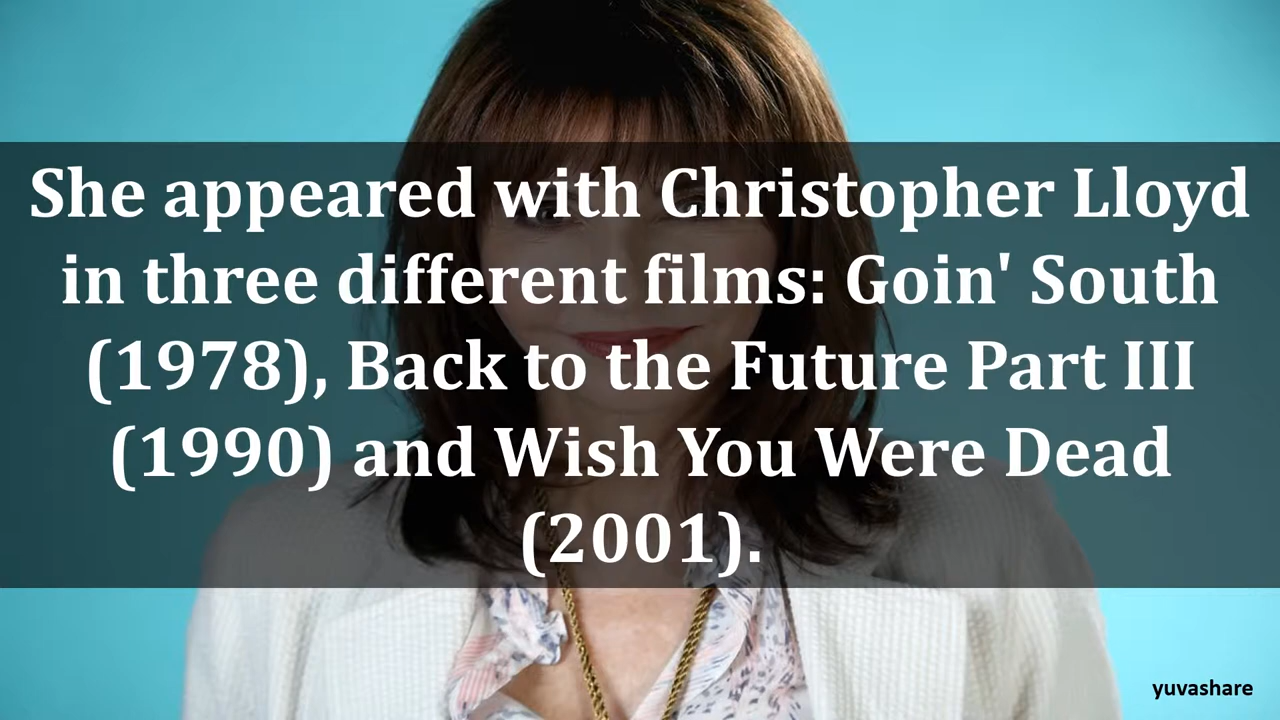 She appeared with Christopher Lloyd
in three different films: Goin' South
(1978), Back to the Future Part III
(1990) and Wish You Were Dead
(2001).
yuvashare